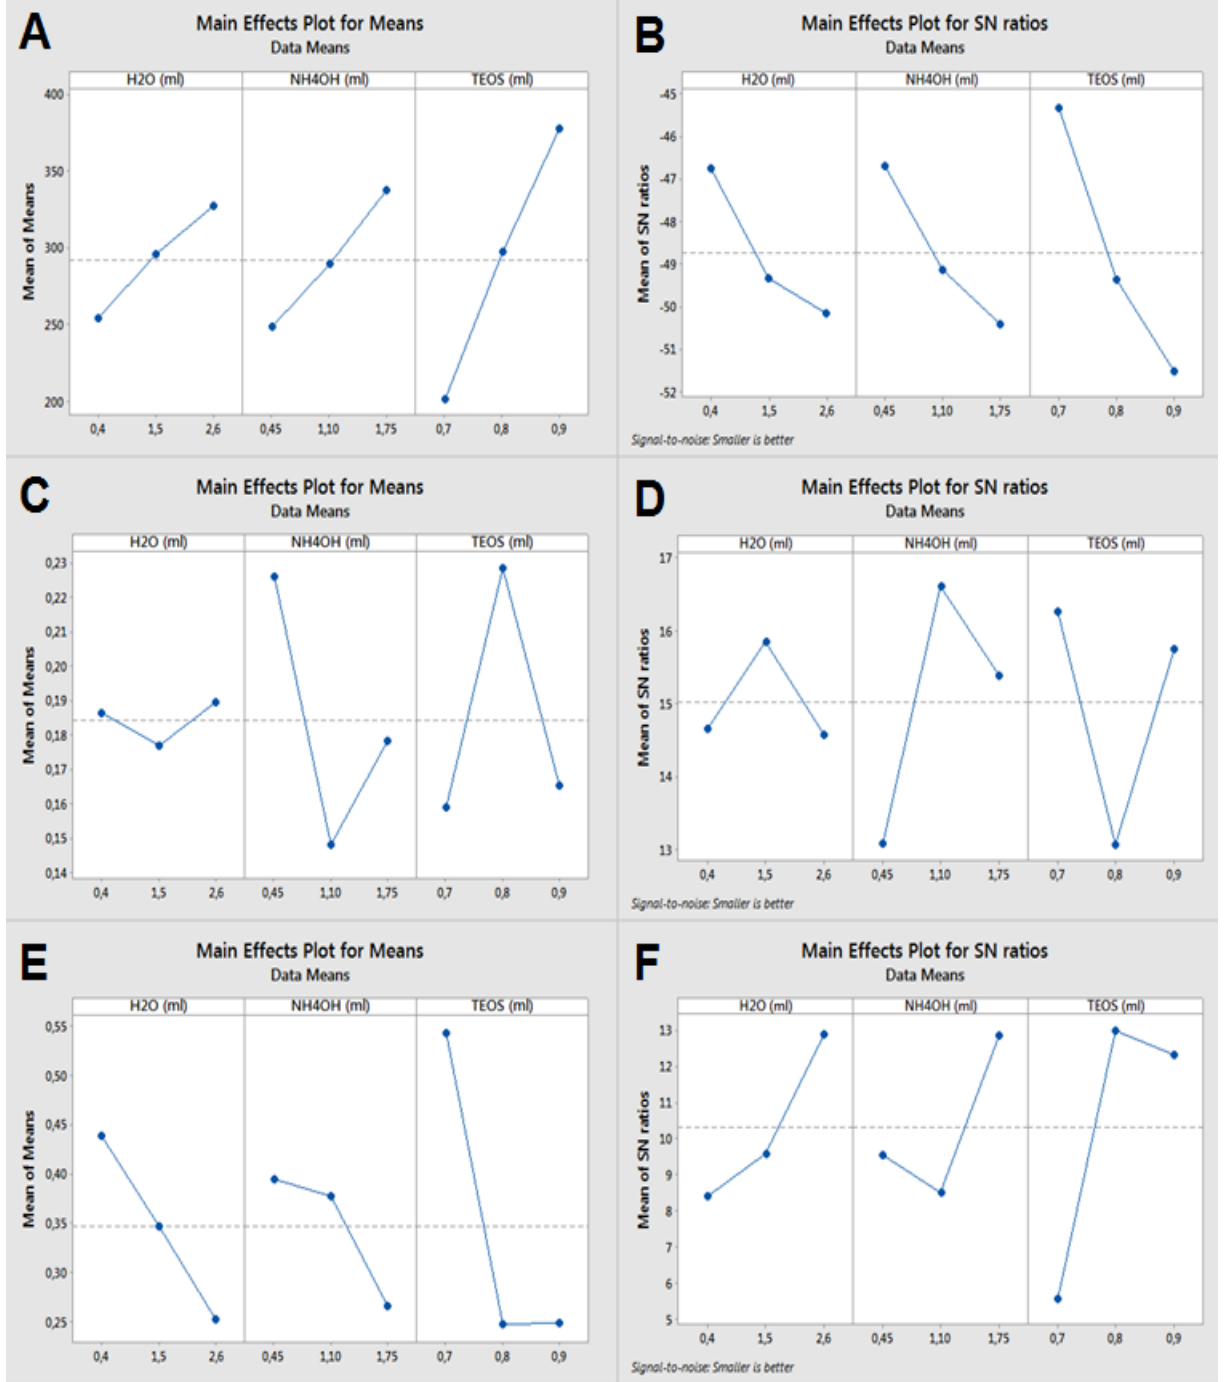 A
Main Effects Plot for Means
Data Means
H2O (ml) NH4OH (ml) TEOS (ml)
Mean of Means
400
350
300
250
200
0,4 1,5 2,6 0,45 1,10 1,75 0,7 0,8 0,9
B
Main Effects Plot for SN ratios
Data Means
H2O (ml) NH4OH (ml) TEOS (ml)
Mean of SN ratios
-45
-46
-47
-48
-49
-50
-51
-52
0,4 1,5 2,6 0,45 1,10 1,75 0,7 0,8 0,9
Signal-to-noise: Smaller is better
C
Main Effects Plot for Means
Data Means
H2O (ml) NH4OH (ml) TEOS (ml)
Mean of Means
0,23
0,22
0,21
0,20
0,19
0,18
0,17
0,16
0,15
0,14
0,4 1,5 2,6 0,45 1,10 1,75 0,7 0,8 0,9
D
Main Effects Plot for SN ratios
Data Means
H2O (ml) NH4OH (ml) TEOS (ml)
Mean of SN ratios
17
16
15
14
13
0,4 1,5 2,6 0,45 1,10 1,75 0,7 0,8 0,9
Signal-to-noise: Smaller is better
E
Main Effects Plot for Means
Data Means
H2O (ml) NH4OH (ml) TEOS (ml)
Mean of Means
0,55
0,50
0,45
0,40
0,35
0,30
0,25
0,4 1,5 2,6 0,45 1,10 1,75 0,7 0,8 0,9
F
Main Effects Plot for SN ratios
Data Means
H2O (ml) NH4OH (ml) TEOS (ml)
Mean of SN ratios
13
12
11
10
9
8
7
6
5
0,4 1,5 2,6 0,45 1,10 1,75 0,7 0,8 0,9
Signal-to-noise: Smaller is better